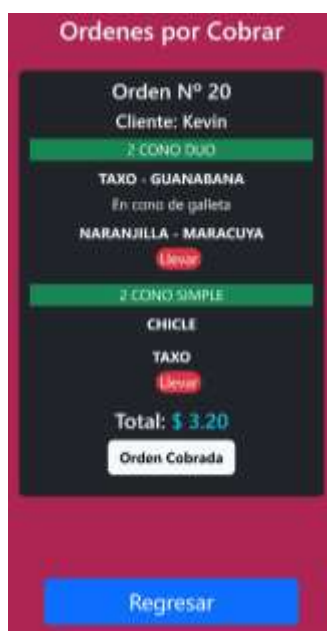 Ordenes por Cobrar
Orden Nº 20
Cliente: Kevin
2 CONO DUO
TAXO - GUANABANA
En cono de galleta
NARANJILLA - MARACUYA
Llevar
2 CONO SIMPLE
CHICLE
TAXO
Llevar
Total: $ 3.20
Orden Cobrada
Regresar